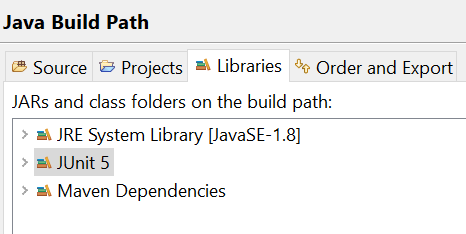 Java Build Path
Source Projects Libraries Order and Export
JARs and class folders on the build path:
JRE System Library [JavaSE-1.8]
JUnit 5
Maven Dependencies